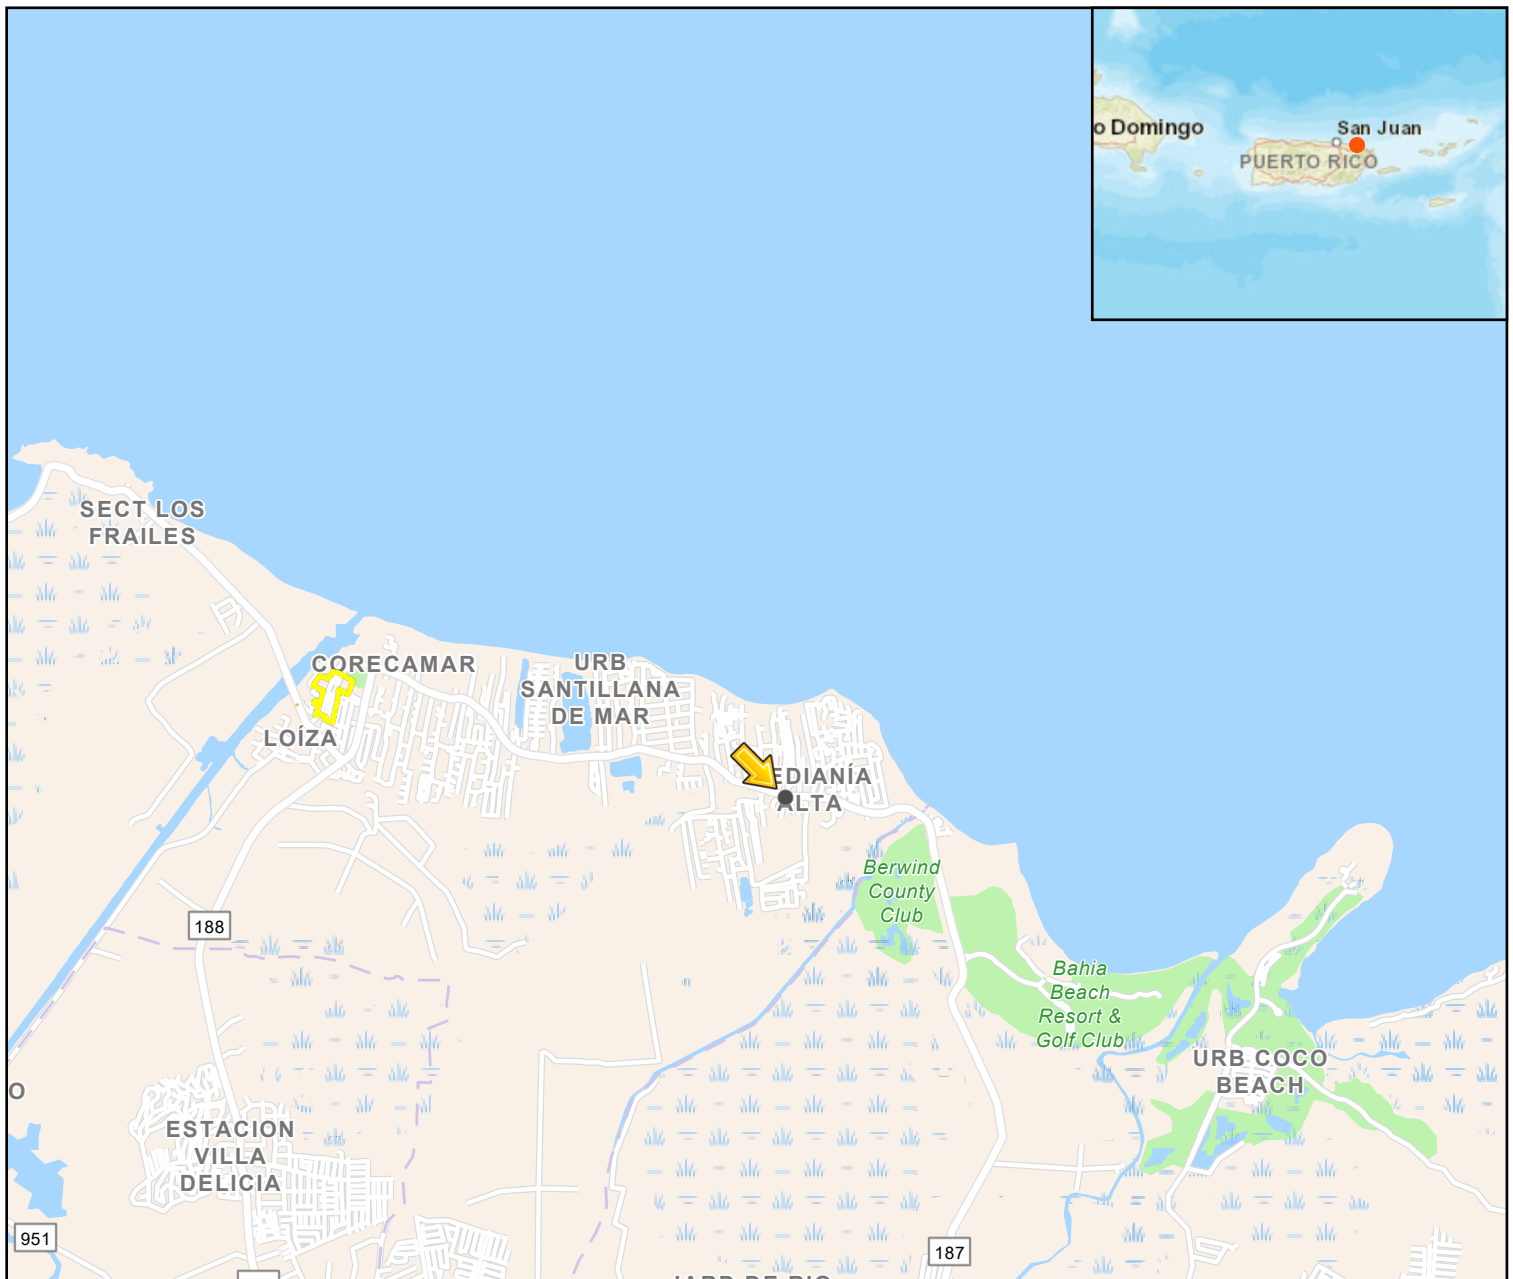 o Domingo
San Juan
PUERTO RICO
SECT LOS
FRAILES
CORECAMAR
LOÍZA
URB
SANTILLANA
DE MAR
EDIANÍA
ALTA
Berwind
County
Club
188
Bahia
Beach
Resort &
Golf Club
URB COCO
BEACH
O
ESTACION
VILLA
DELICIA
951
187